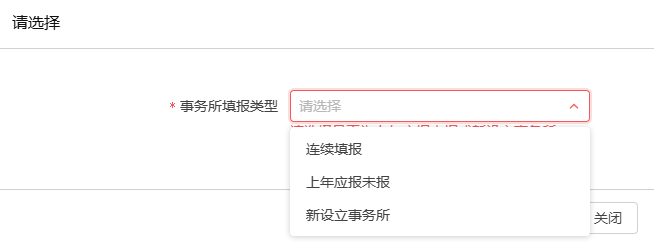 请选择
* 事务所填报类型
请选择
连续填报
上年应报未报
新设立事务所
关闭